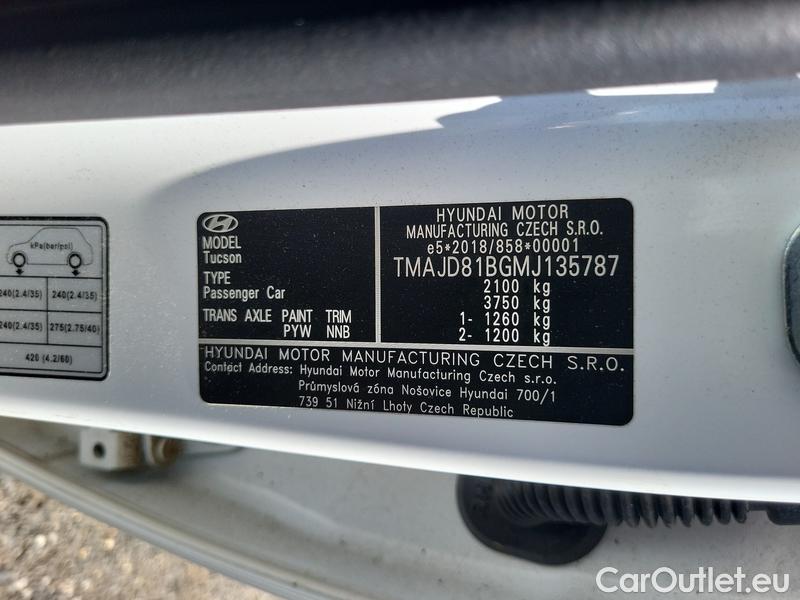 kPa(bar/psi)
240(2.4/35) 240(2.4/35)
240(2.4/35) 275(2.75/40)
420 (4.2/60)
MODEL
Tucson
TYPE
Passenger Car
TRANS AXLE PAINT TRIM
PYW NNB
HYUNDAI MOTOR
MANUFACTURING CZECH S.R.O.
e5*2018/858*00001
TMAJD81BGMJ135787
2100 kg
3750 kg
1- 1260 kg
2- 1200 kg
HYUNDAI MOTOR MANUFACTURING CZECH S.R.O.
Contact Address: Hyundai Motor Manufacturing Czech s.r.o.
Průmyslová zóna Nošovice Hyundai 700/1
739 51 Nižní Lhoty Czech Republic
CarOutlet.eu